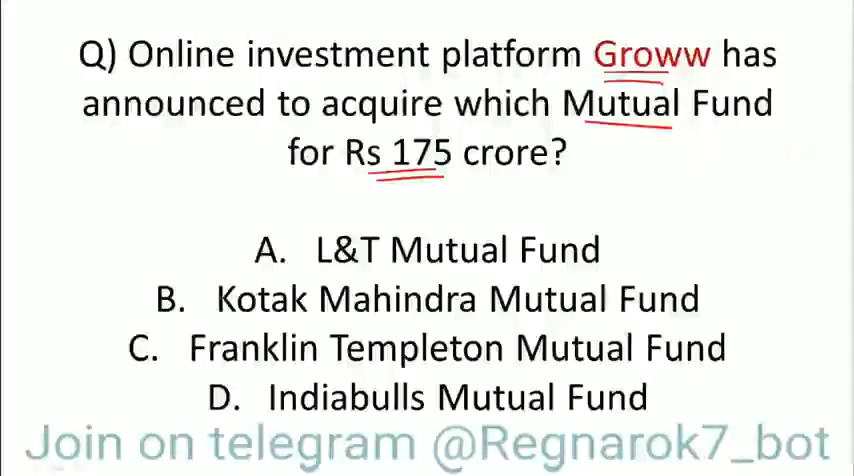 Q) Online investment platform Groww has
announced to acquire which Mutual Fund
for Rs 175 crore?
A. L&T Mutual Fund
B. Kotak Mahindra Mutual Fund
C. Franklin Templeton Mutual Fund
D. Indiabulls Mutual Fund
Join on telegram @Regnarok7_bot